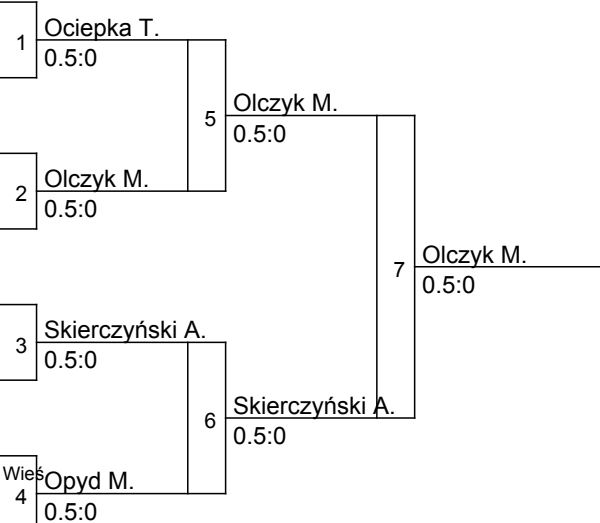 1
Ociepka T.
0.5:0
5
Olczyk M.
0.5:0
2
Olczyk M.
0.5:0
7
Olczyk M.
0.5:0
3
Skierczyński A.
0.5:0
6
Skierczyński A.
0.5:0
Wieś
4
Opyd M.
0.5:0